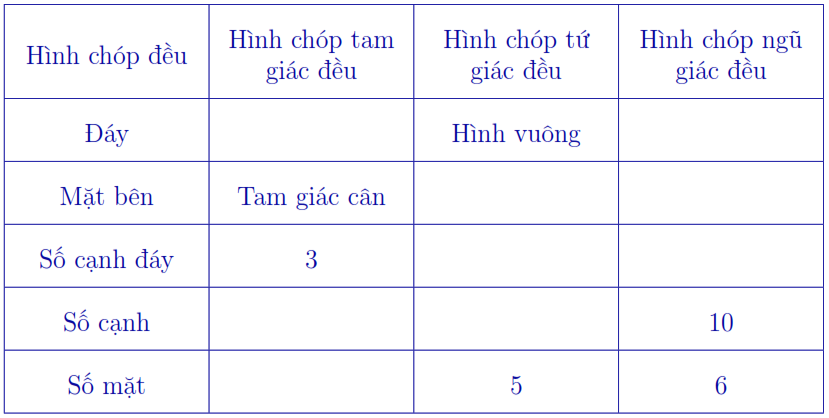 Hình chóp đều
Hình chóp tam
giác đều
Hình chóp tứ
giác đều
Hình chóp ngũ
giác đều
Đáy
Hình vuông
Mặt bên
Tam giác cân
Số cạnh đáy
3
Số cạnh
10
Số mặt
5
6